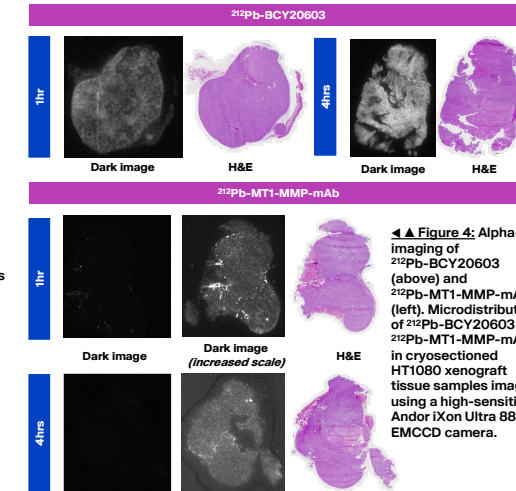 ²¹²Pb-BCY20603
1hr
4hrs
Dark image
H&E
Dark image
H&E
²¹²Pb-MT1-MMP-mAb
s
1hr
Dark image
Dark image
(increased scale)
H&E
4hrs
◀ ▲ Figure 4: Alpha-
imaging of
²¹²Pb-BCY20603
(above) and
²¹²Pb-MT1-MMP-mA
(left). Microdistribut
of ²¹²Pb-BCY20603
²¹²Pb-MT1-MMP-mA
in cryosectioned
HT1080 xenograft
tissue samples imag
using a high-sensiti
Andor iXon Ultra 88
EMCCD camera.